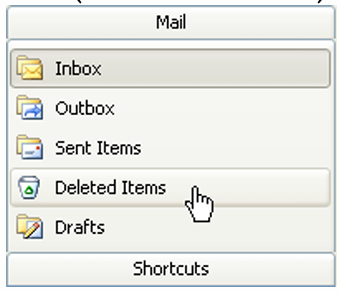 Mail
Inbox
Outbox
Sent Items
Deleted Items
Drafts
Shortcuts